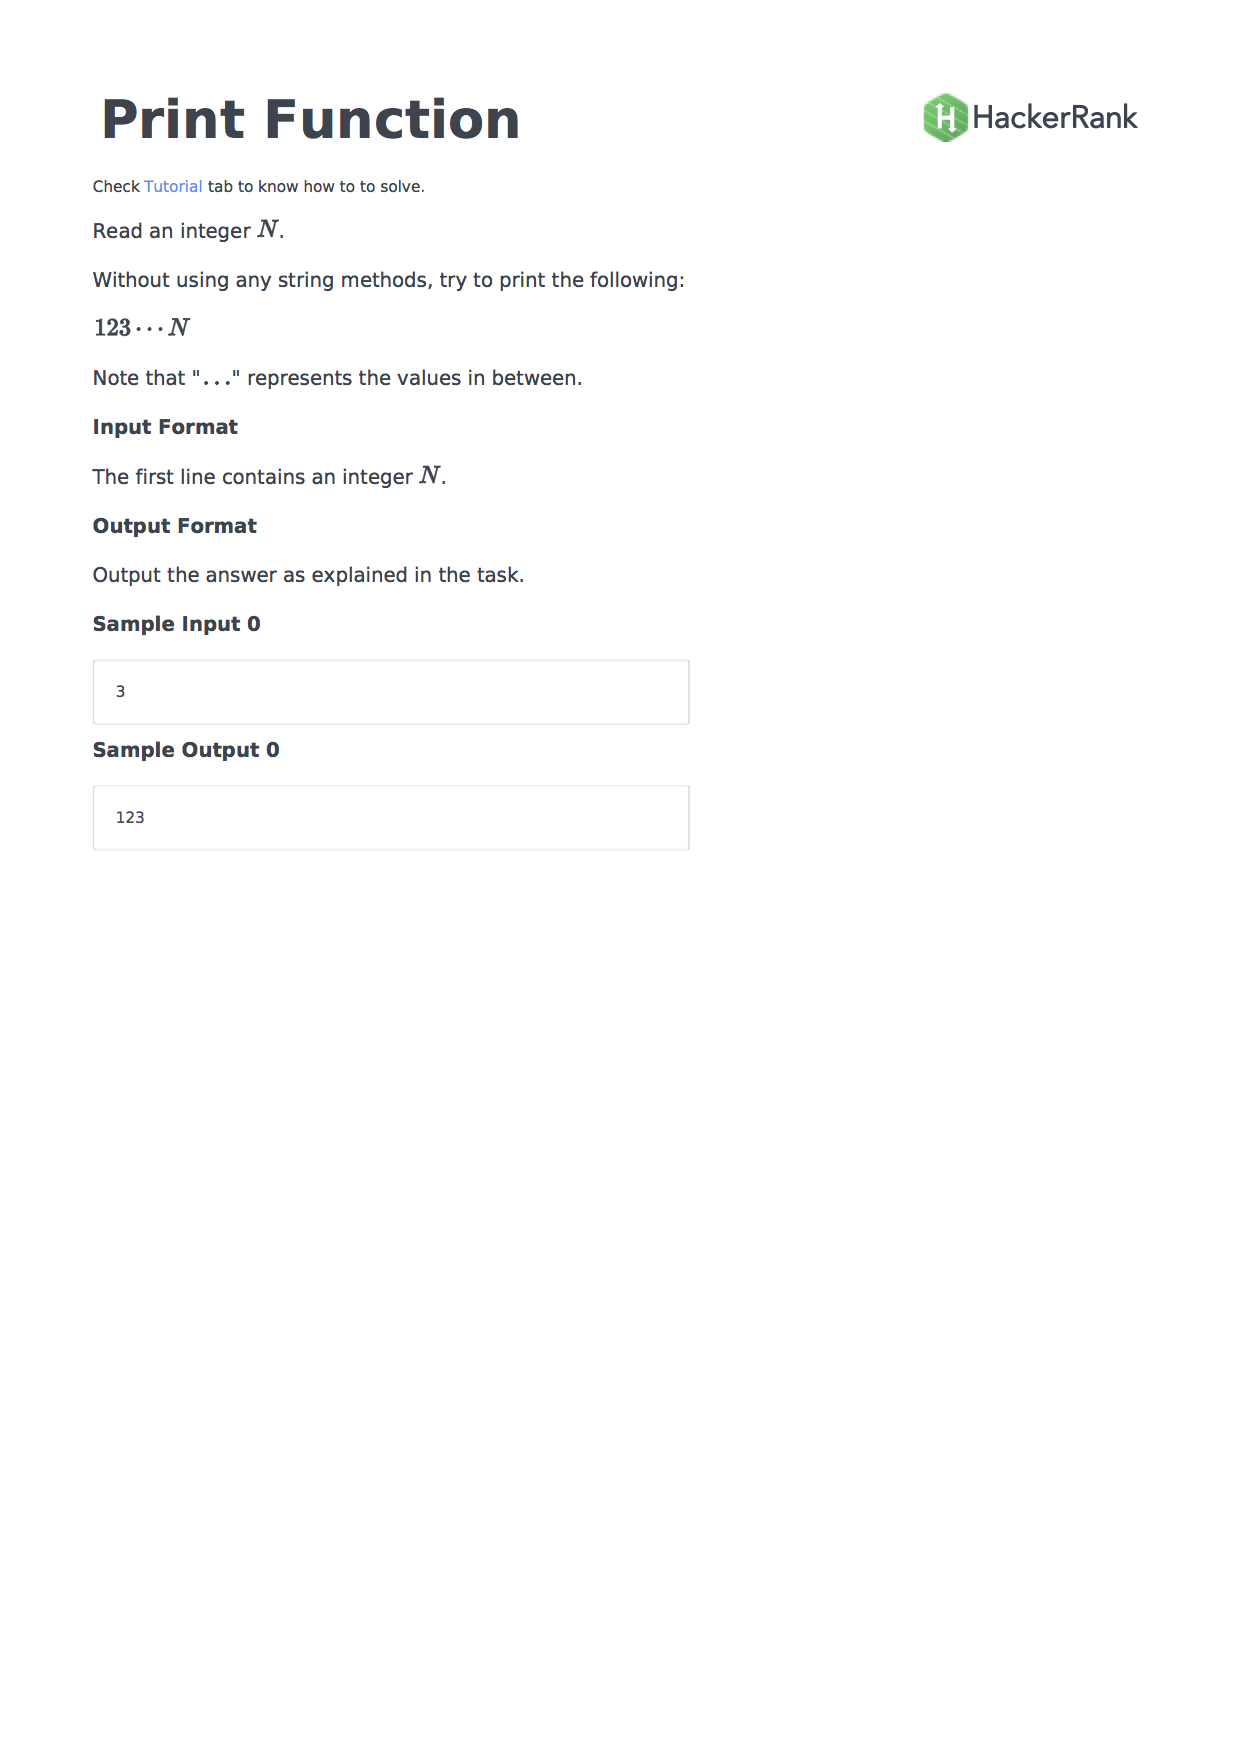 Print Function
HackerRank
Check Tutorial tab to know how to to solve.
Read an integer N.
Without using any string methods, try to print the following:
123⋯N
Note that "..." represents the values in between.
Input Format
The first line contains an integer N.
Output Format
Output the answer as explained in the task.
Sample Input 0
3
Sample Output 0
123